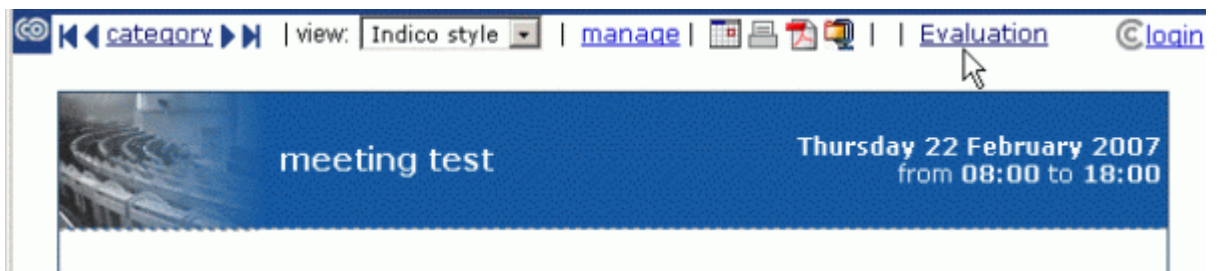 category | view: Indico style | manage | | | Evaluation login
meeting test
Thursday 22 February 2007
from 08:00 to 18:00